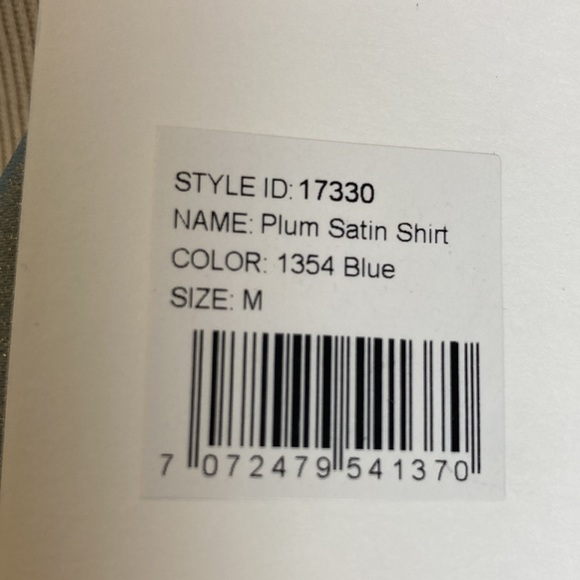 STYLE ID: 17330
NAME: Plum Satin Shirt
COLOR: 1354 Blue
SIZE: M
7 072479 541370